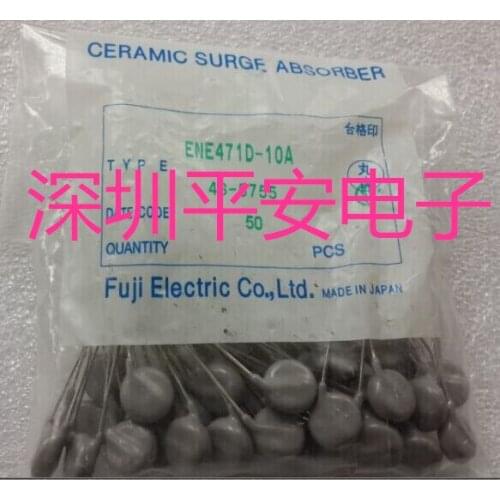 CERAMIC SURGE ABSORBER
台格印
TYPE ENE471D-10A
丸
深圳平安电子
DATE CODE
QUANTITY 50 PCS
Fuji Electric Co.,Ltd. MADE IN JAPAN